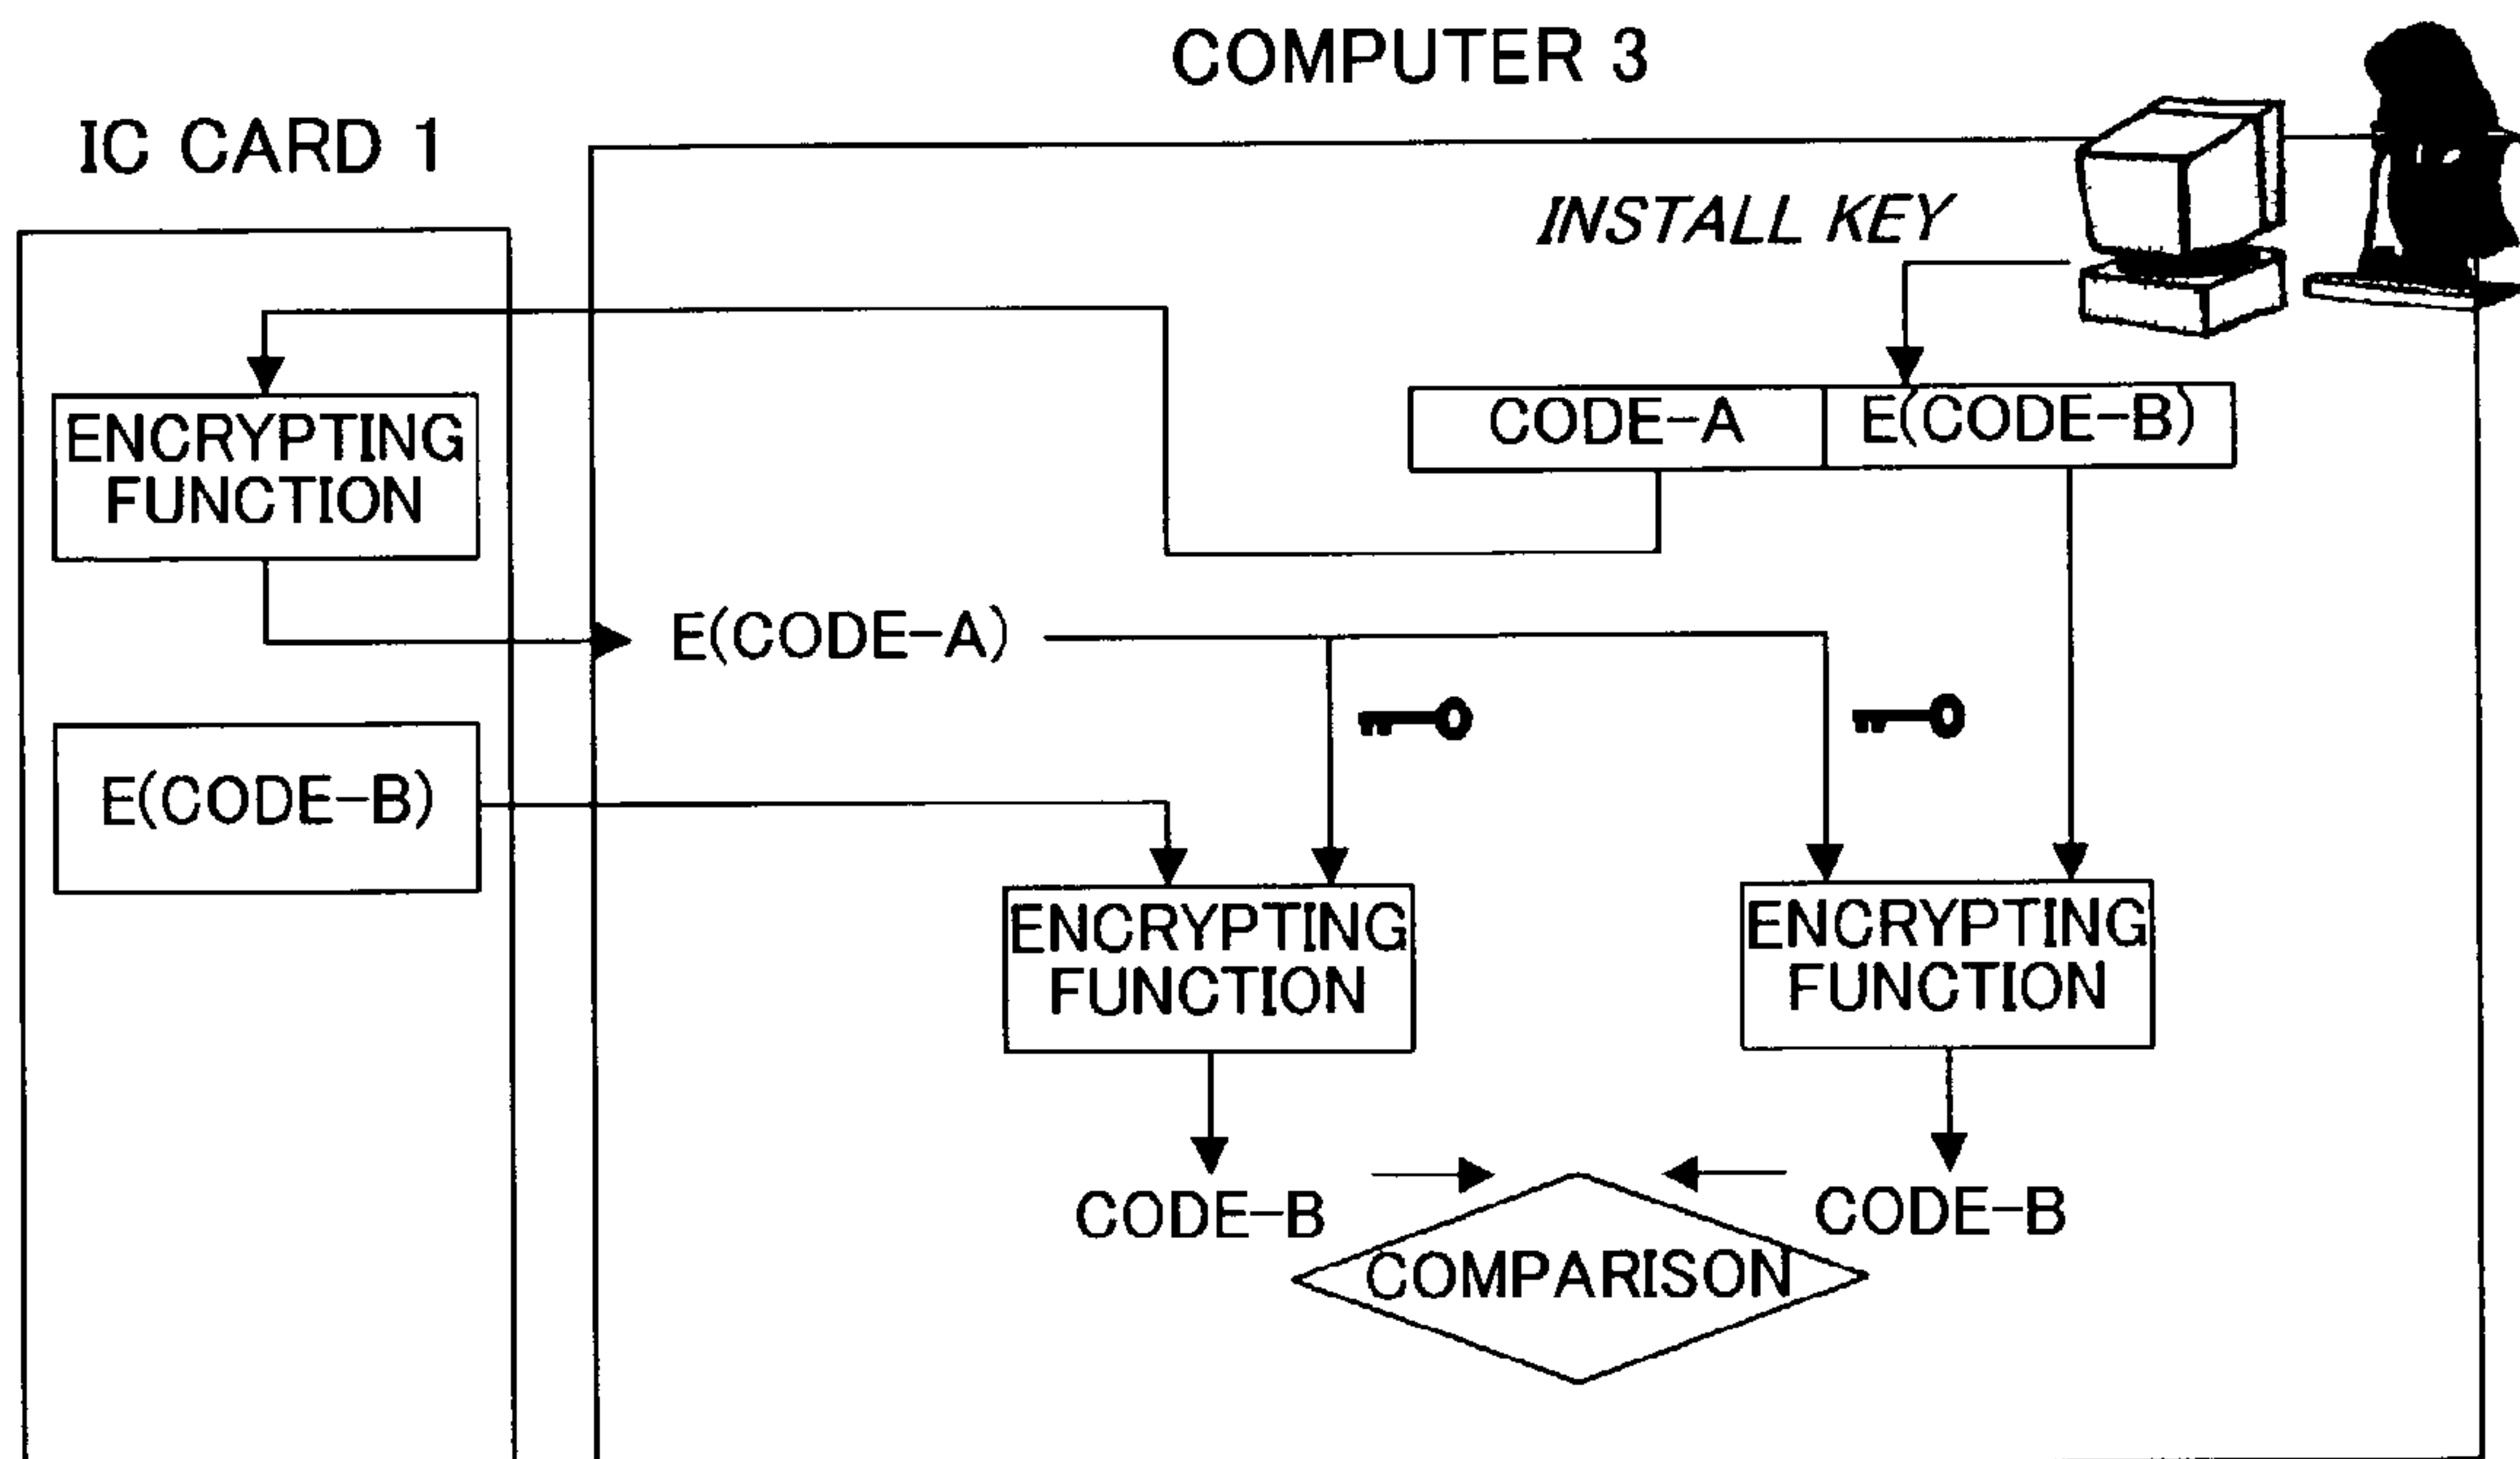 COMPUTER 3
IC CARD 1
INSTALL KEY
CODE-A
E(CODE-B)
ENCRYPTING
FUNCTION
E(CODE-A)
E(CODE-B)
ENCRYPTING
FUNCTION
ENCRYPTING
FUNCTION
CODE-B
CODE-B
COMPARISON